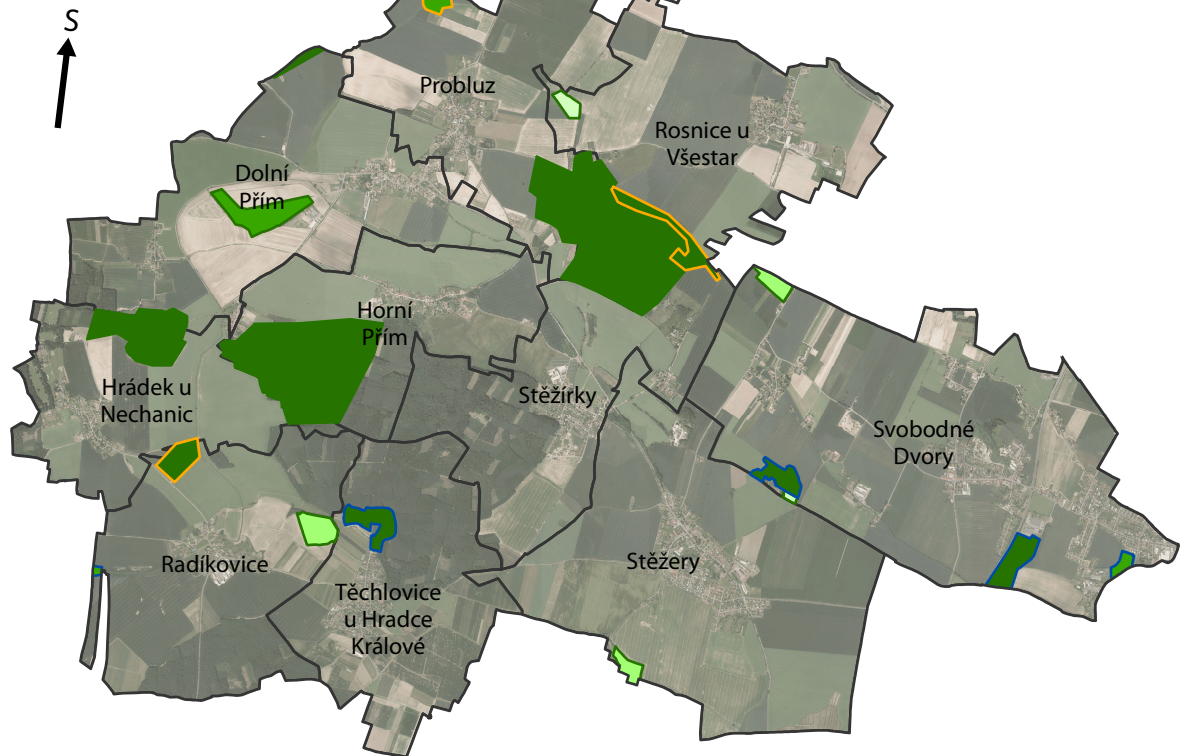 S
Probluz
Rosnice u
Všestar
Dolní
Přím
Horní
Přím
Hrádek u
Nechanic
Stěžírky
Svobodné
Dvory
Radíkovice
Stěžery
Těchlovice
u Hradce
Králové